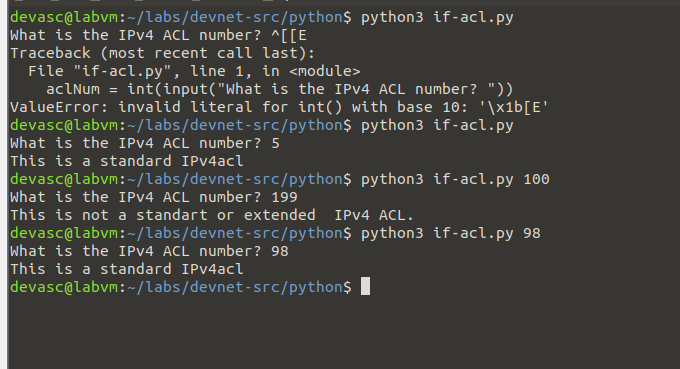 devasc@labvm:~/labs/devnet-src/python$ python3 if-acl.py
What is the IPv4 ACL number? ^[[E
Traceback (most recent call last):
  File "if-acl.py", line 1, in <module>
    aclNum = int(input("What is the IPv4 ACL number? "))
ValueError: invalid literal for int() with base 10: '\x1b[E'
devasc@labvm:~/labs/devnet-src/python$ python3 if-acl.py
What is the IPv4 ACL number? 5
This is a standard IPv4acl
devasc@labvm:~/labs/devnet-src/python$ python3 if-acl.py 100
What is the IPv4 ACL number? 199
This is not a standart or extended  IPv4 ACL.
devasc@labvm:~/labs/devnet-src/python$ python3 if-acl.py 98
What is the IPv4 ACL number? 98
This is a standard IPv4acl
devasc@labvm:~/labs/devnet-src/python$